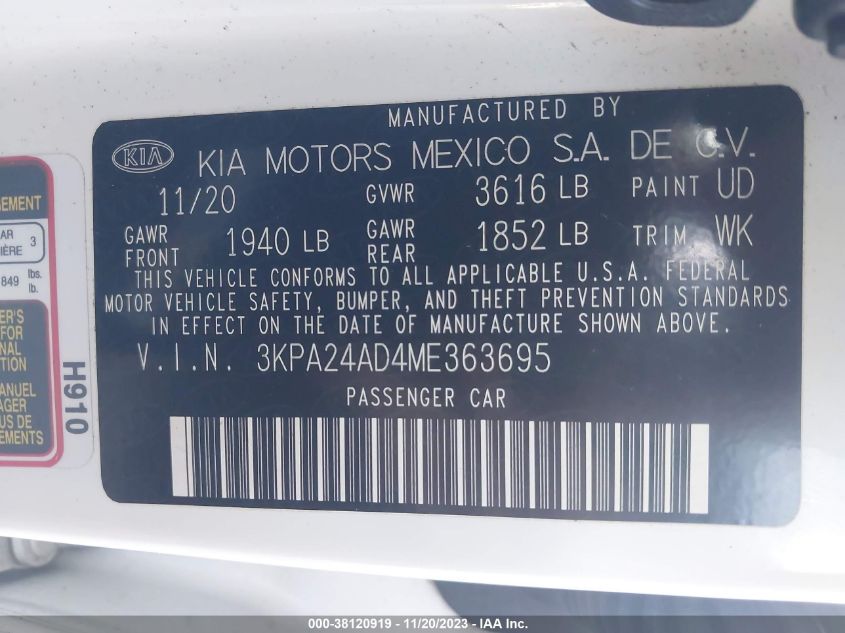 MANUFACTURED BY
KIA KIA MOTORS MEXICO S.A. DE C.V.
11/20 GVWR 3616 LB PAINT UD
GAWR FRONT 1940 LB GAWR REAR 1852 LB TRIM WK
THIS VEHICLE CONFORMS TO ALL APPLICABLE U.S.A. FEDERAL
MOTOR VEHICLE SAFETY, BUMPER, AND THEFT PREVENTION STANDARDS
IN EFFECT ON THE DATE OF MANUFACTURE SHOWN ABOVE.
V.I.N. 3KPA24AD4ME363695
PASSENGER CAR
3
849 lbs.
lb.
H910
000-38120919 - 11/20/2023 - IAA Inc.